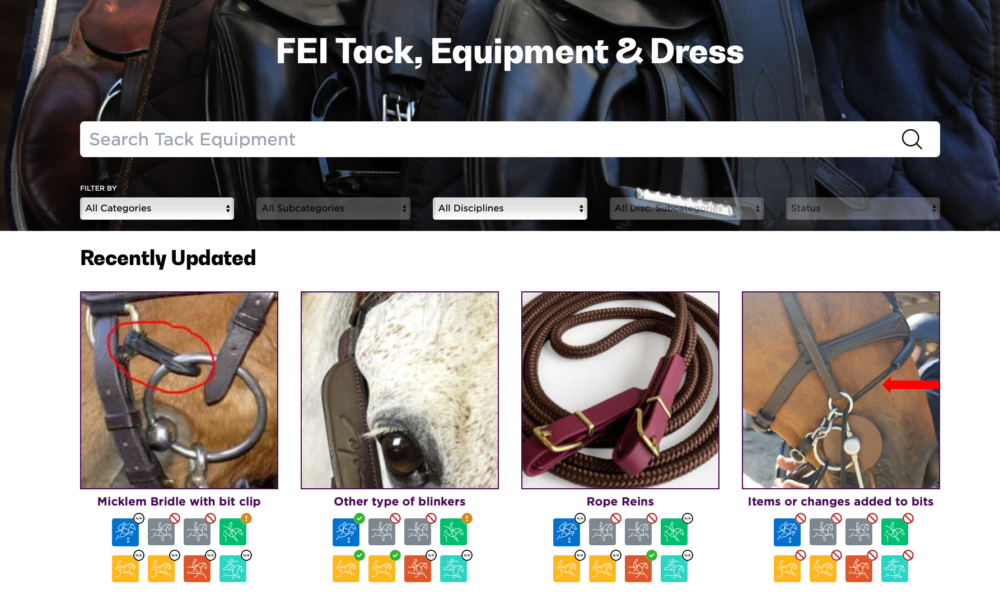 FEI Tack, Equipment & Dress
Search Tack Equipment
FILTER BY
All Categories
All Subcategories
All Disciplines
All Disc. Subcategories
Status
Recently Updated
Micklem Bridle with bit clip
N/A
!
N/A
N/A
N/A
N/A
Other type of blinkers
!
N/A
N/A
Rope Reins
N/A
N/A
N/A
N/A
N/A
Items or changes added to bits